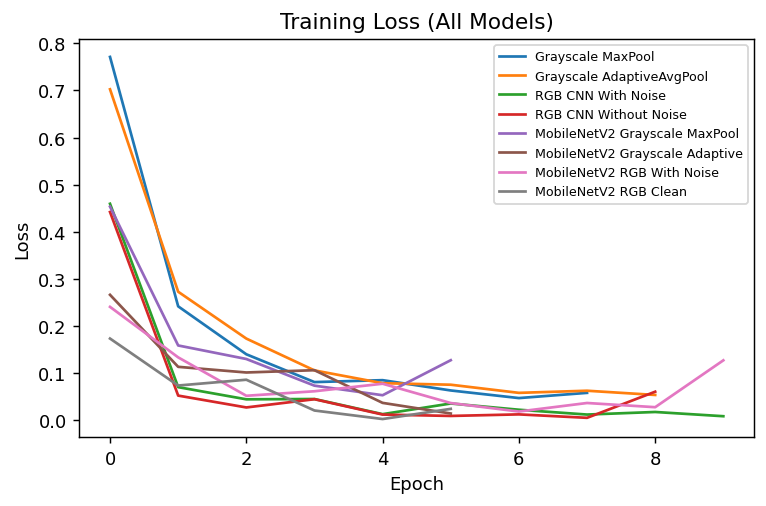 Training Loss (All Models)
0.8
0.7
0.6
0.5
0.4
0.3
0.2
0.1
0.0
Loss
Grayscale MaxPool
Grayscale AdaptiveAvgPool
RGB CNN With Noise
RGB CNN Without Noise
MobileNetV2 Grayscale MaxPool
MobileNetV2 Grayscale Adaptive
MobileNetV2 RGB With Noise
MobileNetV2 RGB Clean
0 2 4 6 8
Epoch